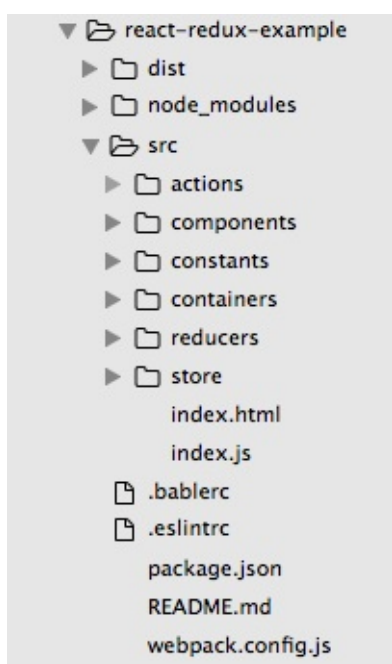 react-redux-example
dist
node_modules
src
actions
components
constants
containers
reducers
store
index.html
index.js
.bablerc
.eslintrc
package.json
README.md
webpack.config.js